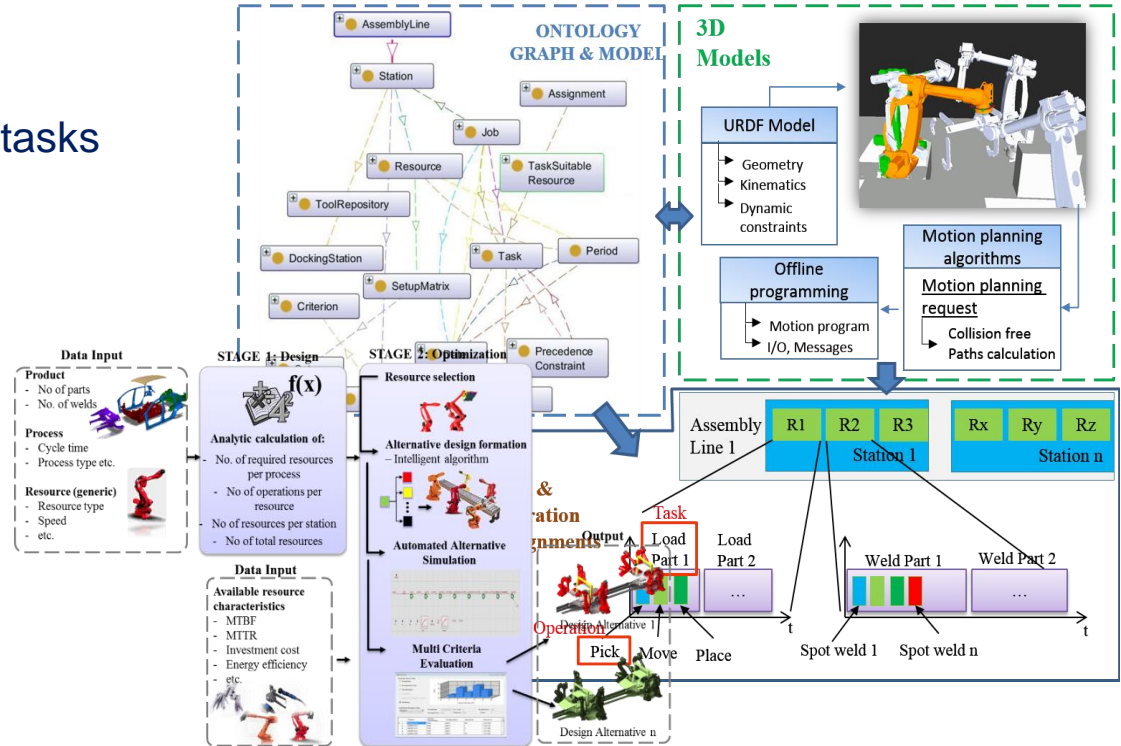 tasks
ONTOLOGY
GRAPH & MODEL
AssemblyLine
Station
Assignment
Job
Resource
TaskSuitable
Resource
ToolRepository
DockingStation
Task
Period
SetupMatrix
Criterion
Precedence
Constraint
3D
Models
URDF Model
Geometry
Kinematics
Dynamic
constraints
Motion planning
algorithms
Motion planning
request
Collision free
Paths calculation
Offline
programming
Motion program
I/O, Messages
Data Input
Product
- No of parts
- No. of welds
Process
- Cycle time
- Process type etc.
Resource (generic)
- Resource type
- Speed
- etc.
STAGE 1: Design
f(x)
Analytic calculation of:
- No. of required resources
per process
- No of operations per
resource
- No of resources per station
- No of total resources
Data Input
Available resource
characteristics
- MTBF
- MTTR
- Investment cost
- Energy efficiency
- etc.
STAGE 2: Optimization
Resource selection
Alternative design formation
– Intelligent algorithm
Automated Alternative
Simulation
Multi Criteria
Evaluation
&
Output
Design Alternative 1
Design Alternative n
Assembly
Line 1
R1
R2
R3
Station 1
Rx
Ry
Rz
Station n
Task
Load
Part 1
Load
Part 2
...
t
Operation
Pick
Move
Place
Weld Part 1
Weld Part 2
...
t
Spot weld 1
Spot weld n